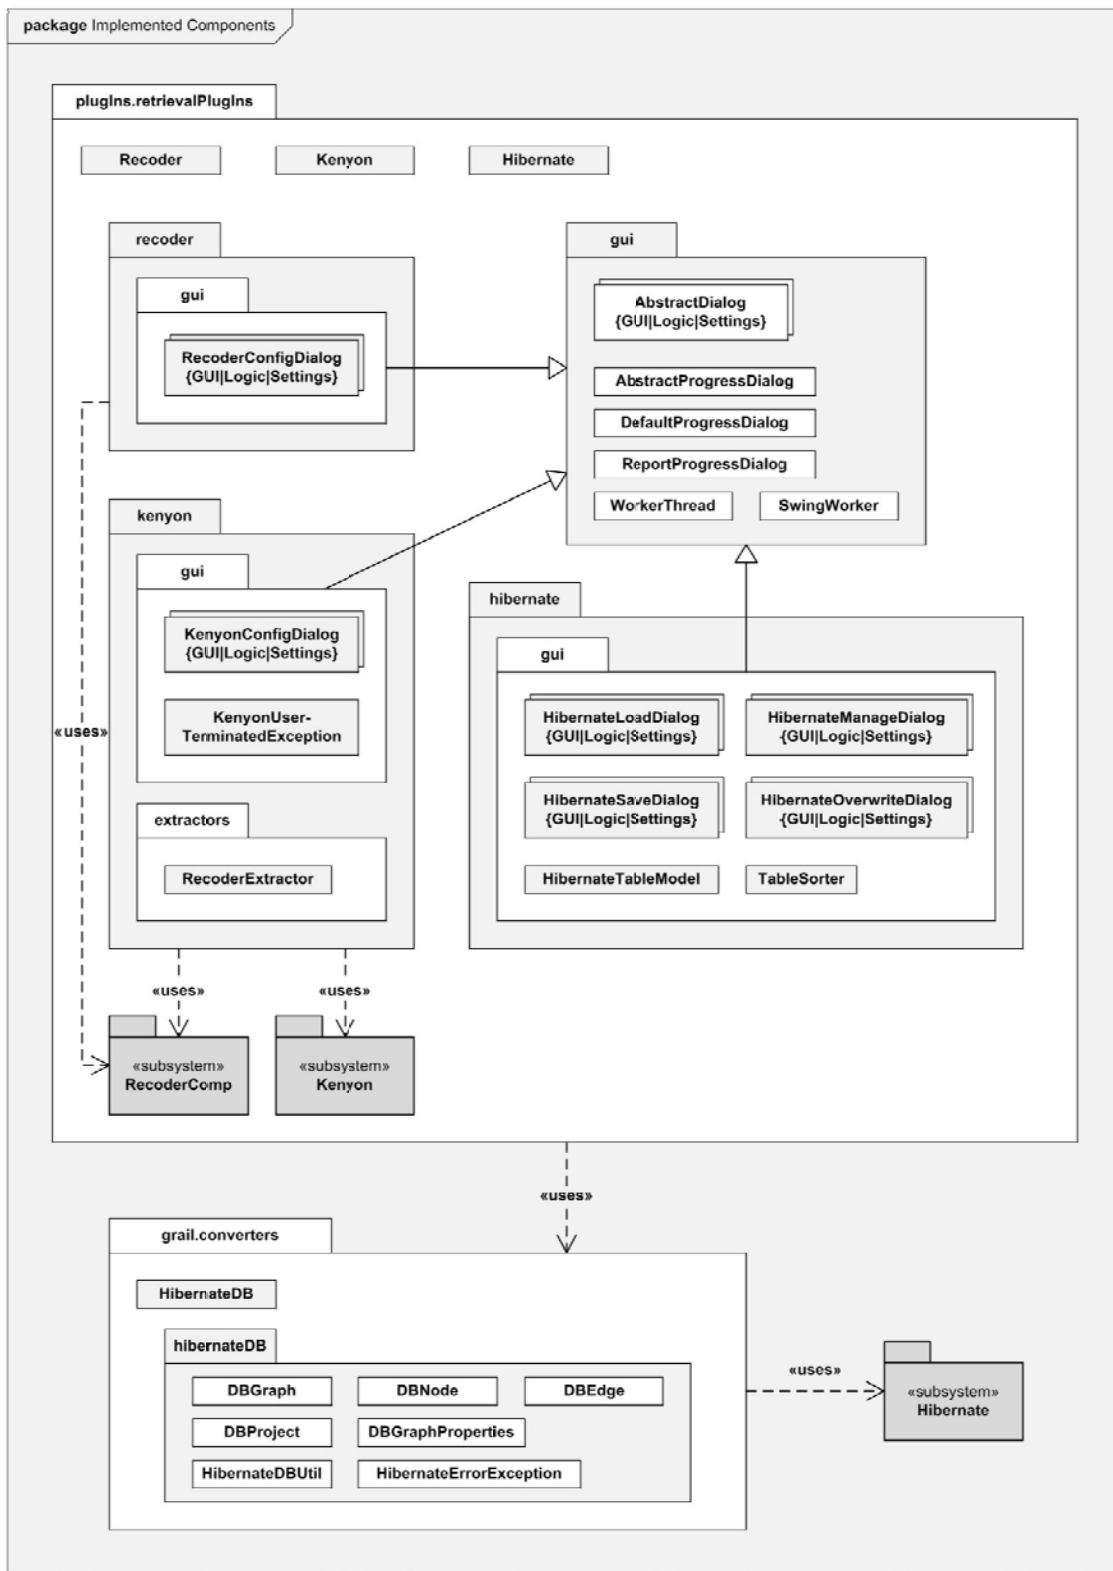 package Implemented Components
plugIns.retrievalPlugIns
Recoder
Kenyon
Hibernate
recoder
gui
RecoderConfigDialog
{GUI|Logic|Settings}
gui
AbstractDialog
{GUI|Logic|Settings}
AbstractProgressDialog
DefaultProgressDialog
ReportProgressDialog
WorkerThread
SwingWorker
kenyon
gui
KenyonConfigDialog
{GUI|Logic|Settings}
KenyonUser-
TerminatedException
extractors
RecoderExtractor
hibernate
gui
HibernateLoadDialog
{GUI|Logic|Settings}
HibernateManageDialog
{GUI|Logic|Settings}
HibernateSaveDialog
{GUI|Logic|Settings}
HibernateOverwriteDialog
{GUI|Logic|Settings}
HibernateTableModel
TableSorter
«uses»
«uses»
«uses»
«subsystem»
RecoderComp
«subsystem»
Kenyon
«uses»
grail.converters
HibernateDB
hibernateDB
DBGraph
DBNode
DBEdge
DBProject
DBGraphProperties
HibernateDBUtil
HibernateErrorException
«uses»
«subsystem»
Hibernate